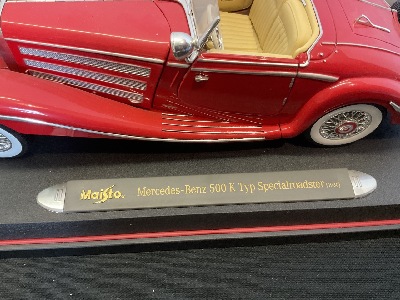 Maisto. Mercedes-Benz 500 K Typ Specialroadster (1936)